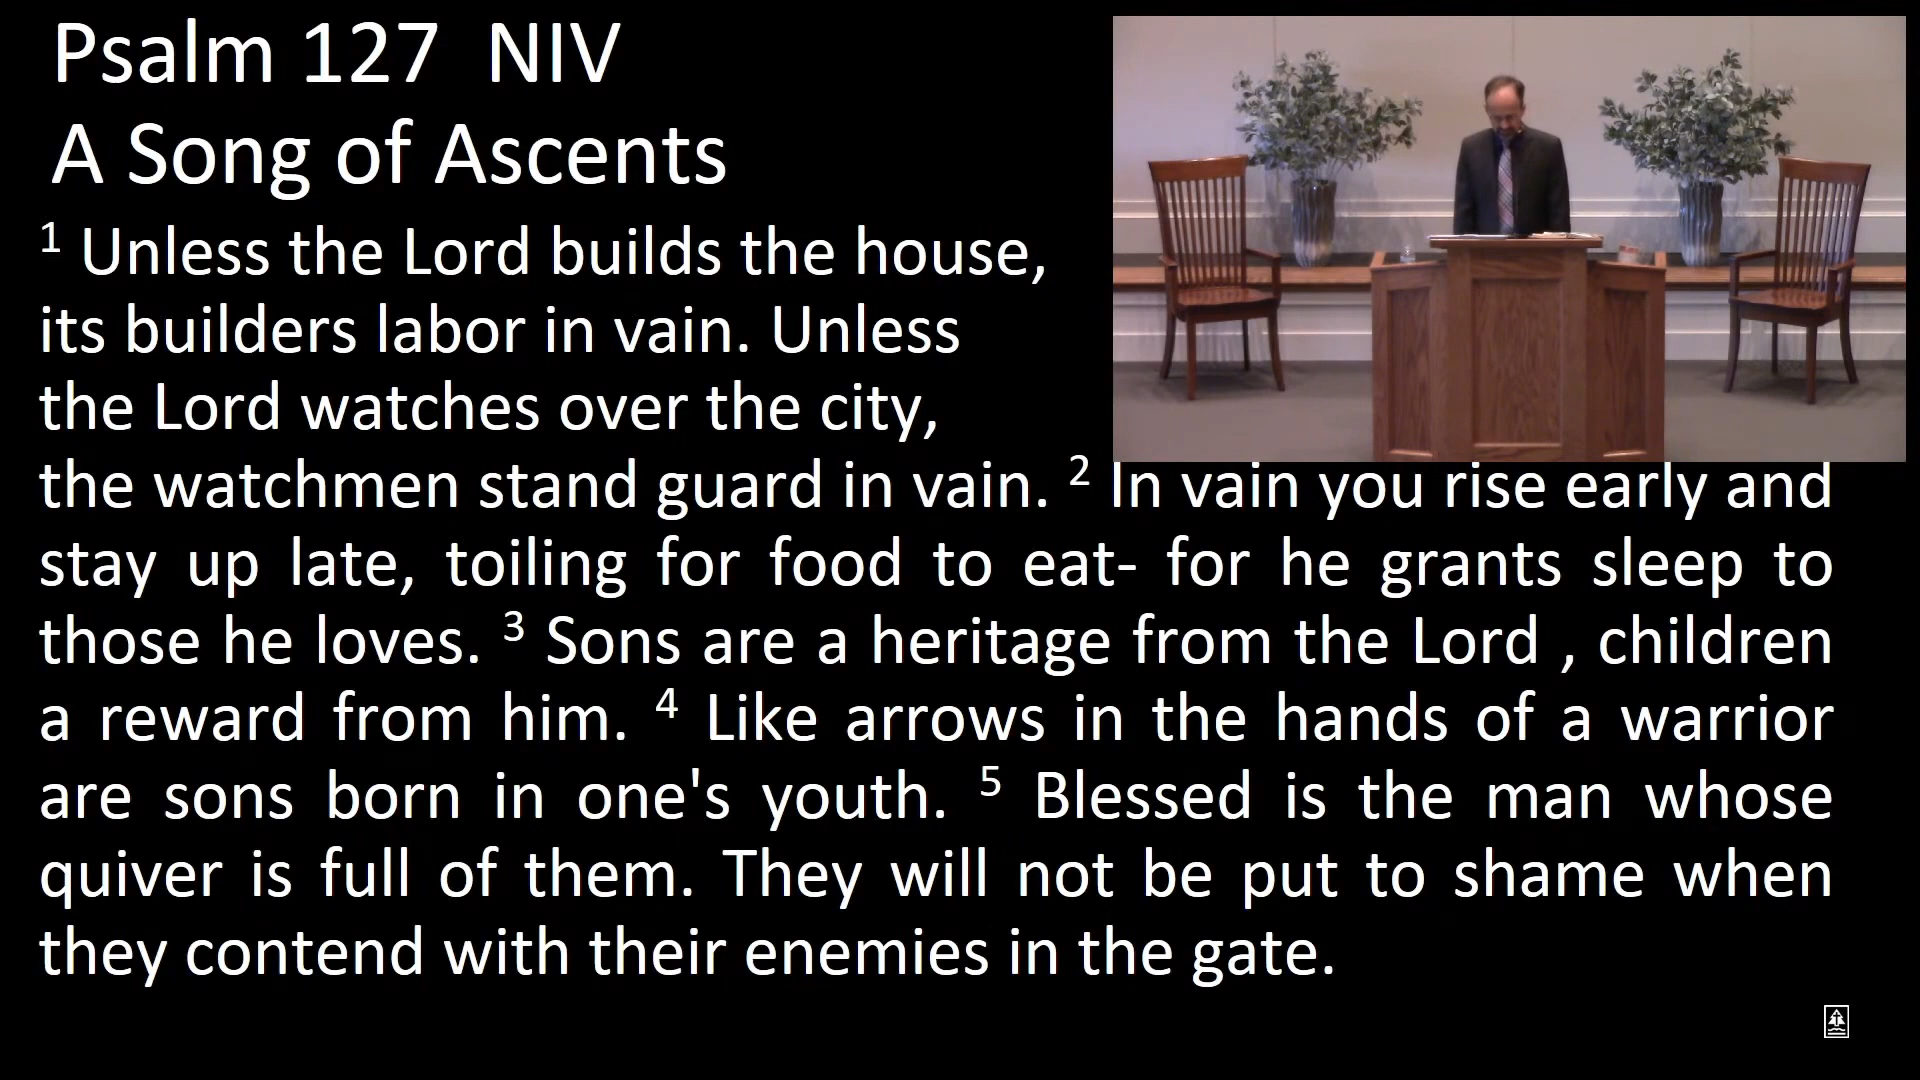 Psalm 127 NIV
A Song of Ascents
1 Unless the Lord builds the house,
its builders labor in vain. Unless
the Lord watches over the city,
the watchmen stand guard in vain. 2 In vain you rise early and
stay up late, toiling for food to eat- for he grants sleep to
those he loves. 3 Sons are a heritage from the Lord , children
a reward from him. 4 Like arrows in the hands of a warrior
are sons born in one's youth. 5 Blessed is the man whose
quiver is full of them. They will not be put to shame when
they contend with their enemies in the gate.